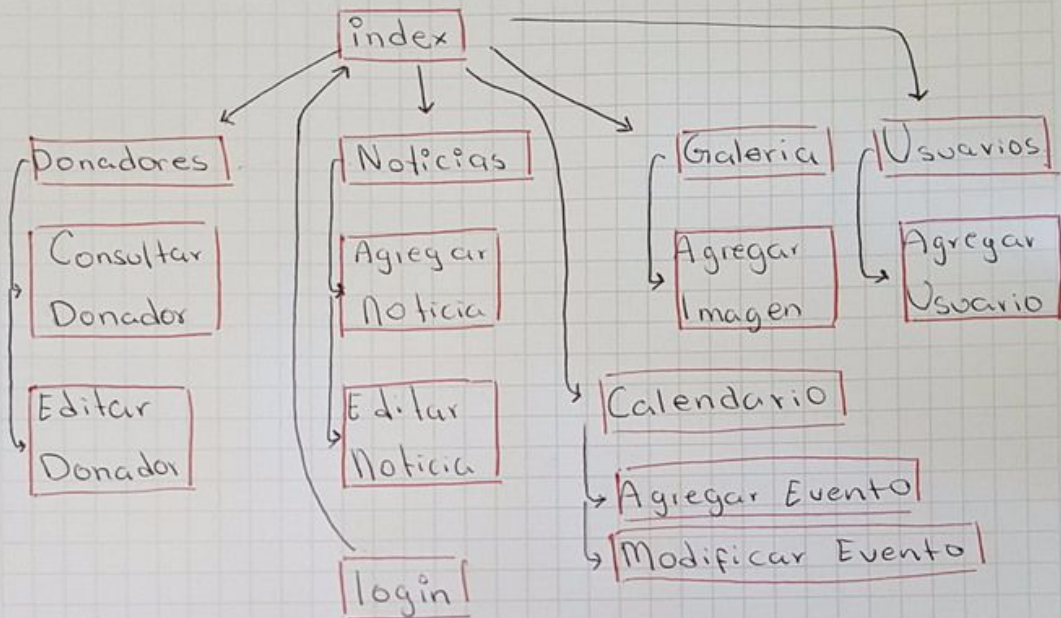 index
Donadores
Noticias
Galeria
Usuarios
Consultar
Donador
Agregar
Noticia
Agregar
Imagen
Agregar
Usuario
Editar
Donador
Editar
Noticia
Calendario
Agregar Evento
Modificar Evento
login